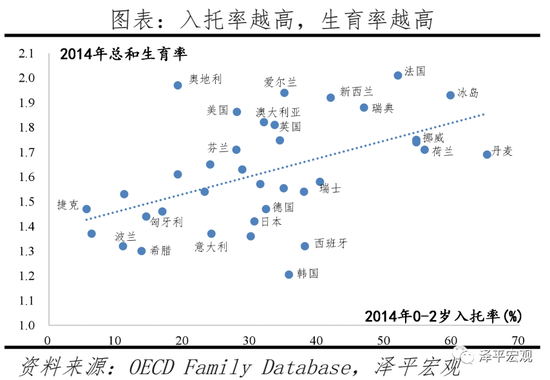 图表：入托率越高，生育率越高
2014年总和生育率
2.1
2.0
1.9
1.8
1.7
1.6
1.5
1.4
1.3
1.2
1.1
1.0
奥地利
爱尔兰
法国
冰岛
新西兰
瑞典
美国
澳大利亚
英国
挪威
荷兰
丹麦
芬兰
瑞士
捷克
匈牙利
德国
日本
波兰
希腊
意大利
西班牙
韩国
2014年0-2岁入托率(%)
0 10 20 30 40 50 60 70
资料来源：OECD Family Database，泽平宏观
泽平宏观